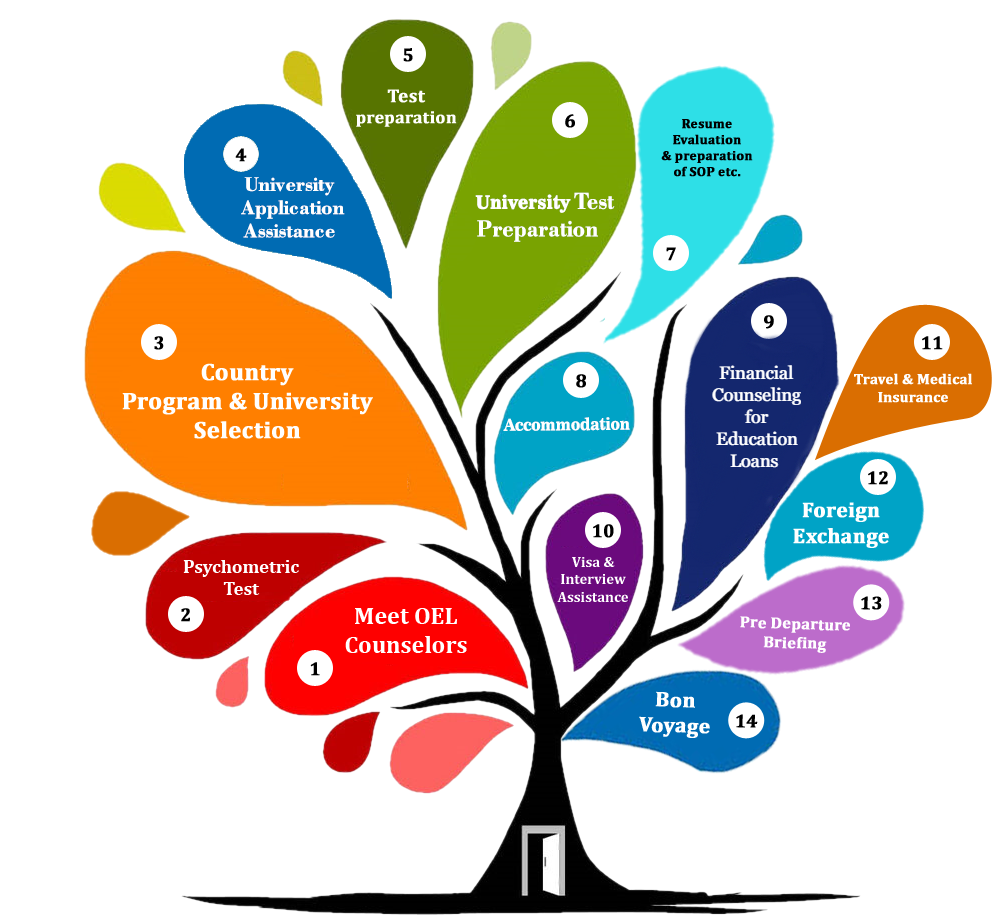 1
Meet OEL
Counselors
2
Psychometric
Test
3
Country
Program & University
Selection
4
University
Application
Assistance
5
Test
preparation
6
University Test
Preparation
7
Resume
Evaluation
& preparation
of SOP etc.
8
Accommodation
9
Financial
Counseling
for
Education
Loans
10
Visa &
Interview
Assistance
11
Travel & Medical
Insurance
12
Foreign
Exchange
13
Pre Departure
Briefing
14
Bon
Voyage